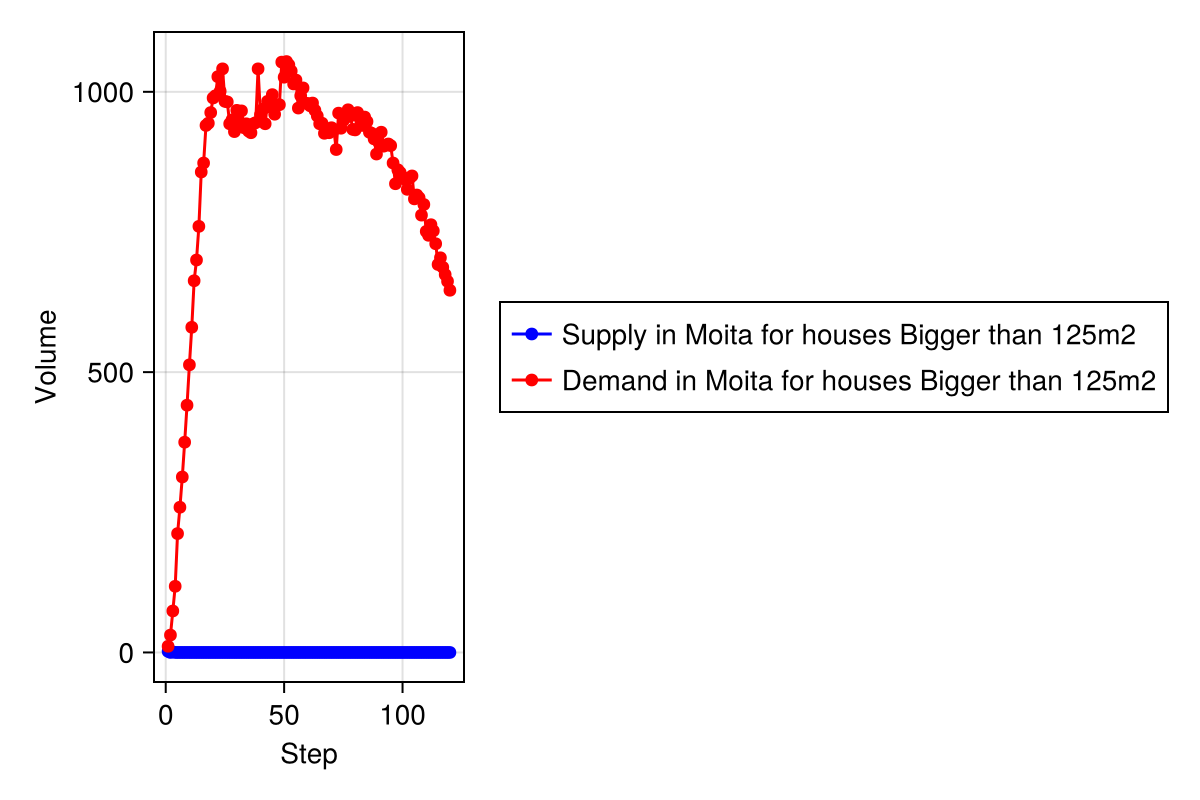 1000
500
0
Volume
0 50 100
Step
Supply in Moita for houses Bigger than 125m2
Demand in Moita for houses Bigger than 125m2